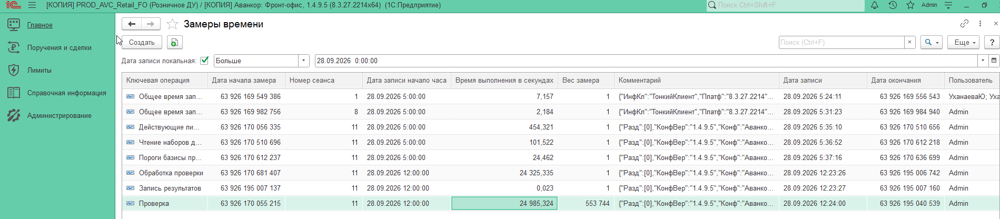 1С [КОПИЯ] PROD_AVC_Retail_FO (Розничное ДУ) / [КОПИЯ] Аванкор: Фронт-офис, 1.4.9.5 (8.3.27.2214x64) (1С:Предприятие) Поиск Ctrl+Shift+F Admin
Главное
Поручения и сделки
Лимиты
Справочная информация
Администрирование
Замеры времени
Создать Поиск (Ctrl+F) × Еще ?
Дата записи локальная: Больше 28.09.2026 0:00:00
Ключевая операция Дата начала замера Номер сеанса Дата записи начало часа Время выполнения в секундах Вес замера Комментарий Дата записи Дата окончания Пользователь
Общее время зап... 63 926 169 549 386 1 28.09.2026 5:00:00 7,157 1 {"ИнфКл":"ТонкийКлиент","Платф":"8.3.27.2214"... 28.09.2026 5:24:11 63 926 169 556 543 УханаеваЮ; Уха
Общее время зап... 63 926 169 982 756 8 28.09.2026 5:00:00 2,184 1 {"ИнфКл":"ТонкийКлиент","Платф":"8.3.27.2214"... 28.09.2026 5:31:23 63 926 169 984 940 Admin
Действующие ли... 63 926 170 056 335 11 28.09.2026 5:00:00 454,321 1 {"Разд":[0],"КонфВер":"1.4.9.5","Конф":"Аванко... 28.09.2026 5:35:10 63 926 170 510 656 Admin
Чтение наборов д... 63 926 170 510 696 11 28.09.2026 5:00:00 101,522 1 {"Разд":[0],"КонфВер":"1.4.9.5","Конф":"Аванко... 28.09.2026 5:36:52 63 926 170 612 218 Admin
Пороги базисы пр... 63 926 170 612 237 11 28.09.2026 5:00:00 24,462 1 {"Разд":[0],"КонфВер":"1.4.9.5","Конф":"Аванко... 28.09.2026 5:37:16 63 926 170 636 699 Admin
Обработка проверки 63 926 170 681 407 11 28.09.2026 12:00:00 24 325,335 1 {"Разд":[0],"КонфВер":"1.4.9.5","Конф":"Аванко... 28.09.2026 12:23:26 63 926 195 006 742 Admin
Запись результатов 63 926 195 007 137 11 28.09.2026 12:00:00 0,023 1 {"Разд":[0],"КонфВер":"1.4.9.5","Конф":"Аванко... 28.09.2026 12:23:27 63 926 195 007 160 Admin
Проверка 63 926 170 055 215 11 28.09.2026 12:00:00 24 985,324 553 744 {"Разд":[0],"КонфВер":"1.4.9.5","Конф":"Аванко... 28.09.2026 12:24:00 63 926 195 040 539 Admin